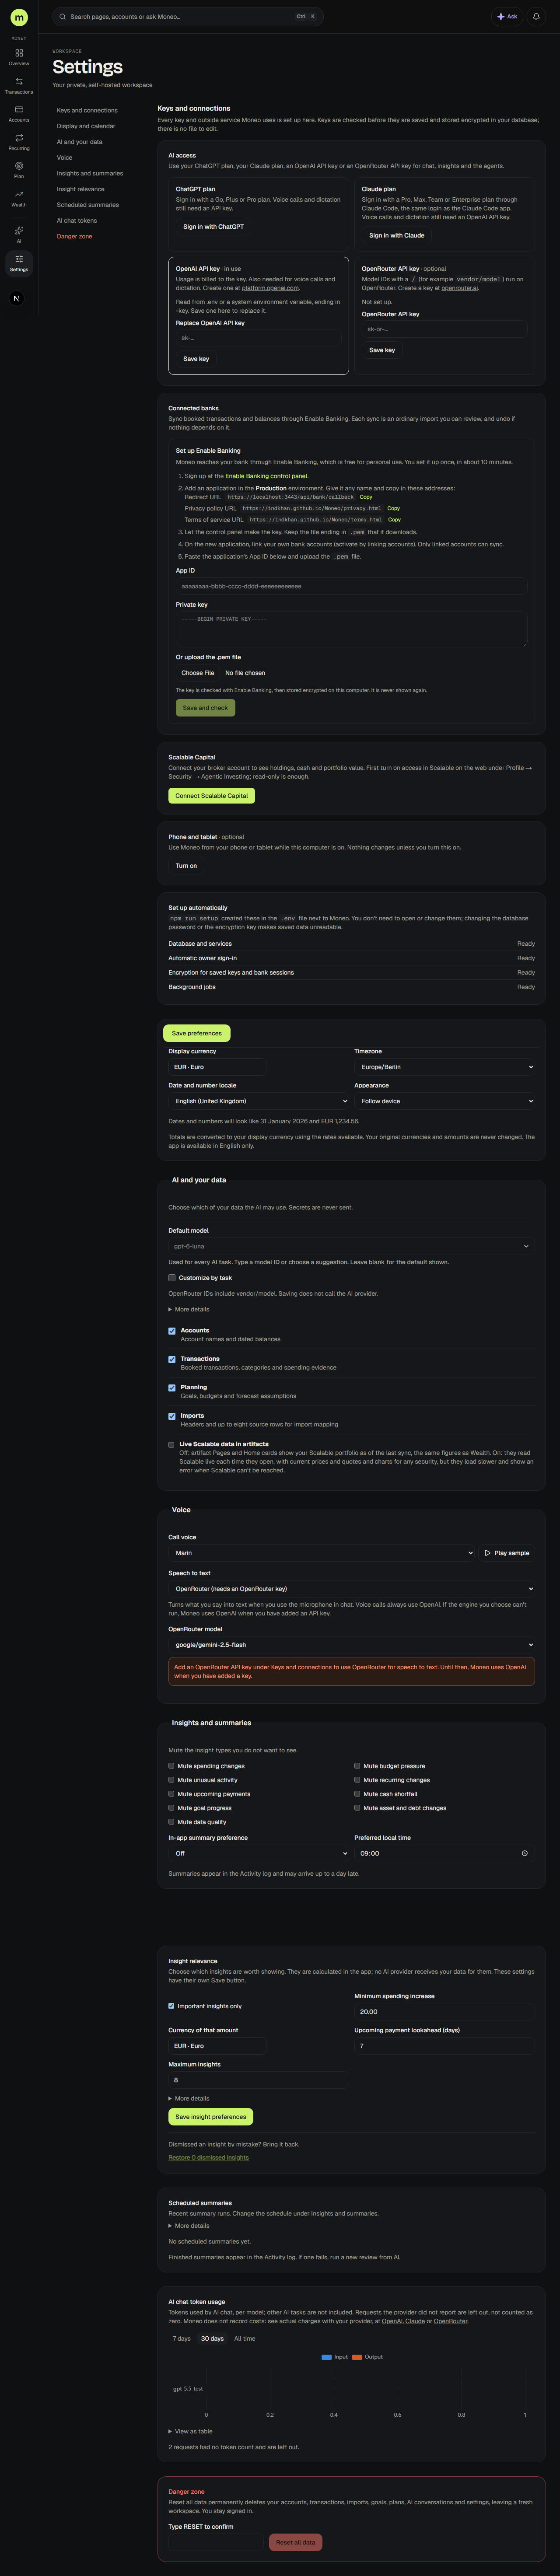 m
Search pages, accounts or ask Moneo...
Ctrl K
Ask
MONEY
Overview
Transactions
Accounts
Recurring
Plan
Wealth
AI
Settings
N
WORKSPACE
Settings
Your private, self-hosted workspace
Keys and connections
Display and calendar
AI and your data
Voice
Insights and summaries
Insight relevance
Scheduled summaries
AI chat tokens
Danger zone
Keys and connections
Every key and outside service Moneo uses is set up here. Keys are checked before they are saved and stored encrypted in your workspace;
there is no file to edit.
AI access
Use your ChatGPT plan, your Claude plan, an OpenAI API key or an OpenRouter API key for chat, insights and the agents.
ChatGPT plan
Sign in with a Go, Plus or Pro plan. Voice calls and dictation
still need an API key.
Sign in with ChatGPT
Claude plan
Sign in with a Pro, Max, Team or Enterprise plan through
Claude Code, the same login as the Claude Code app.
Voice calls and dictation still need an OpenAI API key.
Sign in with Claude
OpenAI API key · in use
Usage is billed to the key. Also needed for voice calls and
dictation. Create one at platform.openai.com.
Read from .env or a system environment variable, ending in
-key. Save one here to replace it.
Replace OpenAI API key
sk-...
Save key
OpenRouter API key · optional
Model IDs with a / (for example vendor/model) run on
OpenRouter. Create a key at openrouter.ai.
Not set up.
OpenRouter API key
sk-or-...
Save key
Connected banks
Sync booked transactions and balances through Enable Banking. Each sync is an ordinary import you can review, and undo if
nothing depends on it.
Set up Enable Banking
Moneo reaches your bank through Enable Banking, which is free for personal use. You set it up once, in about 10 minutes.
1. Sign up at the Enable Banking control panel.
2. Add an application in the Production environment. Give it any name and copy in these addresses:
Redirect URL https://localhost:3443/api/bank/callback Copy
Privacy policy URL https://indkhan.github.io/Moneo/privacy.html Copy
Terms of service URL https://indkhan.github.io/Moneo/terms.html Copy
3. Let the control panel make the key. Keep the file ending in .pem that it downloads.
4. On the new application, link your own bank accounts (activate by linking accounts). Only linked accounts can sync.
5. Paste the application's App ID below and upload the .pem file.
App ID
aaaaaaaa-bbbb-cccc-dddd-eeeeeeeeeeee
Private key
-----BEGIN PRIVATE KEY-----
Or upload the .pem file
Choose File No file chosen
The key is checked with Enable Banking, then stored encrypted on this computer. It is never shown again.
Save and check
Scalable Capital
Connect your broker account to see holdings, cash and portfolio value. First turn on access in Scalable on the web under Profile →
Security → Agentic Investing; read-only is enough.
Connect Scalable Capital
Phone and tablet · optional
Use Moneo from your phone or tablet while this computer is on. Nothing changes unless you turn this on.
Turn on
Set up automatically
npm run setup created these in the .env file next to Moneo. You don't need to open or change them; changing the database
password or the encryption key makes saved data unreadable.
Database and services Ready
Automatic owner sign-in Ready
Encryption for saved keys and bank sessions Ready
Background jobs Ready
Save preferences
Display currency
EUR · Euro
Timezone
Europe/Berlin
Date and number locale
English (United Kingdom)
Appearance
Follow device
Dates and numbers will look like 31 January 2026 and EUR 1,234.56.
Totals are converted to your display currency using the rates available. Your original currencies and amounts are never changed. The
app is available in English only.
AI and your data
Choose which of your data the AI may use. Secrets are never sent.
Default model
gpt-6-luna
Used for every AI task. Type a model ID or choose a suggestion. Leave blank for the default shown.
Customize by task
OpenRouter IDs include vendor/model. Saving does not call the AI provider.
More details
Accounts
Account names and dated balances
Transactions
Booked transactions, categories and spending evidence
Planning
Goals, budgets and forecast assumptions
Imports
Headers and up to eight source rows for import mapping
Live Scalable data in artifacts
Off: artifact Pages and Home cards show your Scalable portfolio as of the last sync, the same figures as Wealth. On: they read
Scalable live each time they open, with current prices and quotes and charts for any security, but they load slower and show an
error when Scalable can't be reached.
Voice
Call voice
Marin
Play sample
Speech to text
OpenRouter (needs an OpenRouter key)
Turns what you say into text when you use the microphone in chat. Voice calls always use OpenAI. If the engine you choose can't
run, Moneo uses OpenAI when you have added an API key.
OpenRouter model
google/gemini-2.5-flash
Add an OpenRouter API key under Keys and connections to use OpenRouter for speech to text. Until then, Moneo uses OpenAI
when you have added a key.
Insights and summaries
Mute the insight types you do not want to see.
Mute spending changes
Mute budget pressure
Mute unusual activity
Mute recurring changes
Mute upcoming payments
Mute cash shortfall
Mute goal progress
Mute asset and debt changes
Mute data quality
In-app summary preference
Off
Preferred local time
09:00
Summaries appear in the Activity log and may arrive up to a day late.
Insight relevance
Choose which insights are worth showing. They are calculated in the app; no AI provider receives your data for them. These settings
have their own Save button.
Important insights only
Minimum spending increase
20.00
Currency of that amount
EUR · Euro
Upcoming payment lookahead (days)
7
Maximum insights
8
More details
Save insight preferences
Dismissed an insight by mistake? Bring it back.
Restore 0 dismissed insights
Scheduled summaries
Recent summary runs. Change the schedule under Insights and summaries.
More details
No scheduled summaries yet.
Finished summaries appear in the Activity log. If one fails, run a new review from AI.
AI chat token usage
Tokens used by AI chat, per model; other AI tasks are not included. Requests the provider did not report are left out, not counted as
zero. Moneo does not record costs: see actual charges with your provider, at OpenAI, Claude or OpenRouter.
7 days 30 days All time
Input Output
gpt-5.5-test
0 0.2 0.4 0.6 0.8 1
View as table
2 requests had no token count and are left out.
Danger zone
Reset all data permanently deletes your accounts, transactions, imports, goals, plans, AI conversations and settings, leaving a fresh
workspace. You stay signed in.
Type RESET to confirm
Reset all data